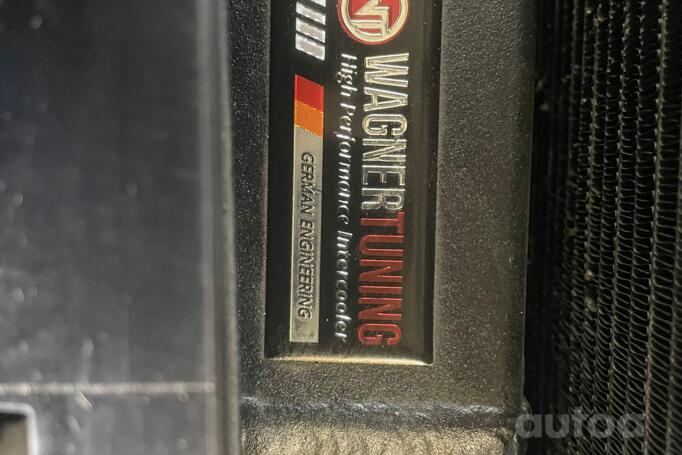 WAGNERTUNING
High Performance Intercooler
GERMAN ENGINEERING
autoa